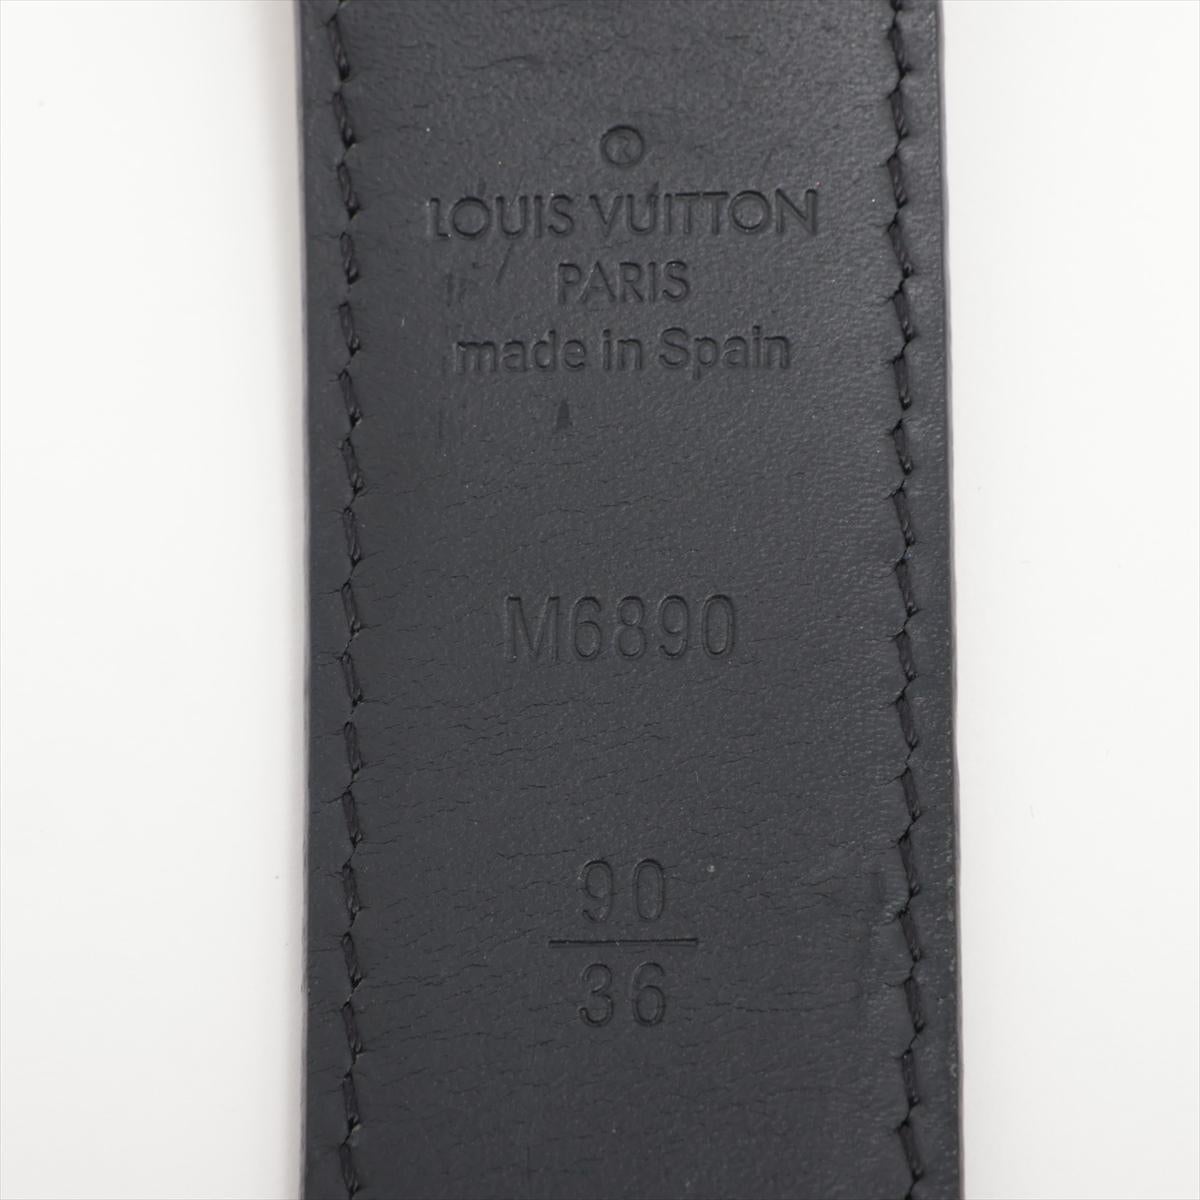 ®
LOUIS VUITTON
PARIS
made in Spain
M6890
90
36